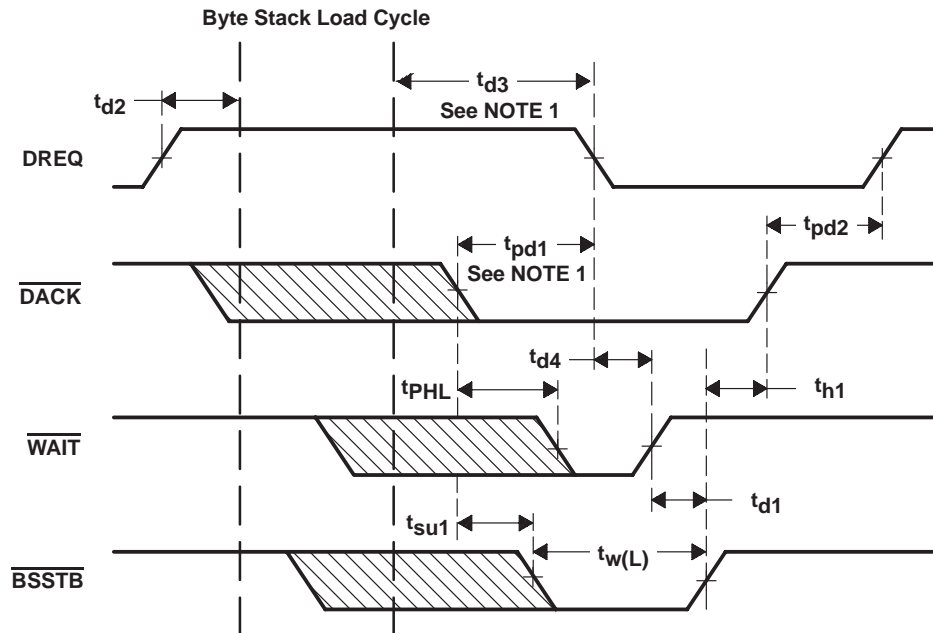 Byte Stack Load Cycle
td3
td2
See NOTE 1
DREQ
tpd1
tpd2
See NOTE 1
DACK
td4
tPHL
th1
WAIT
td1
tsu1
tw(L)
BSSTB